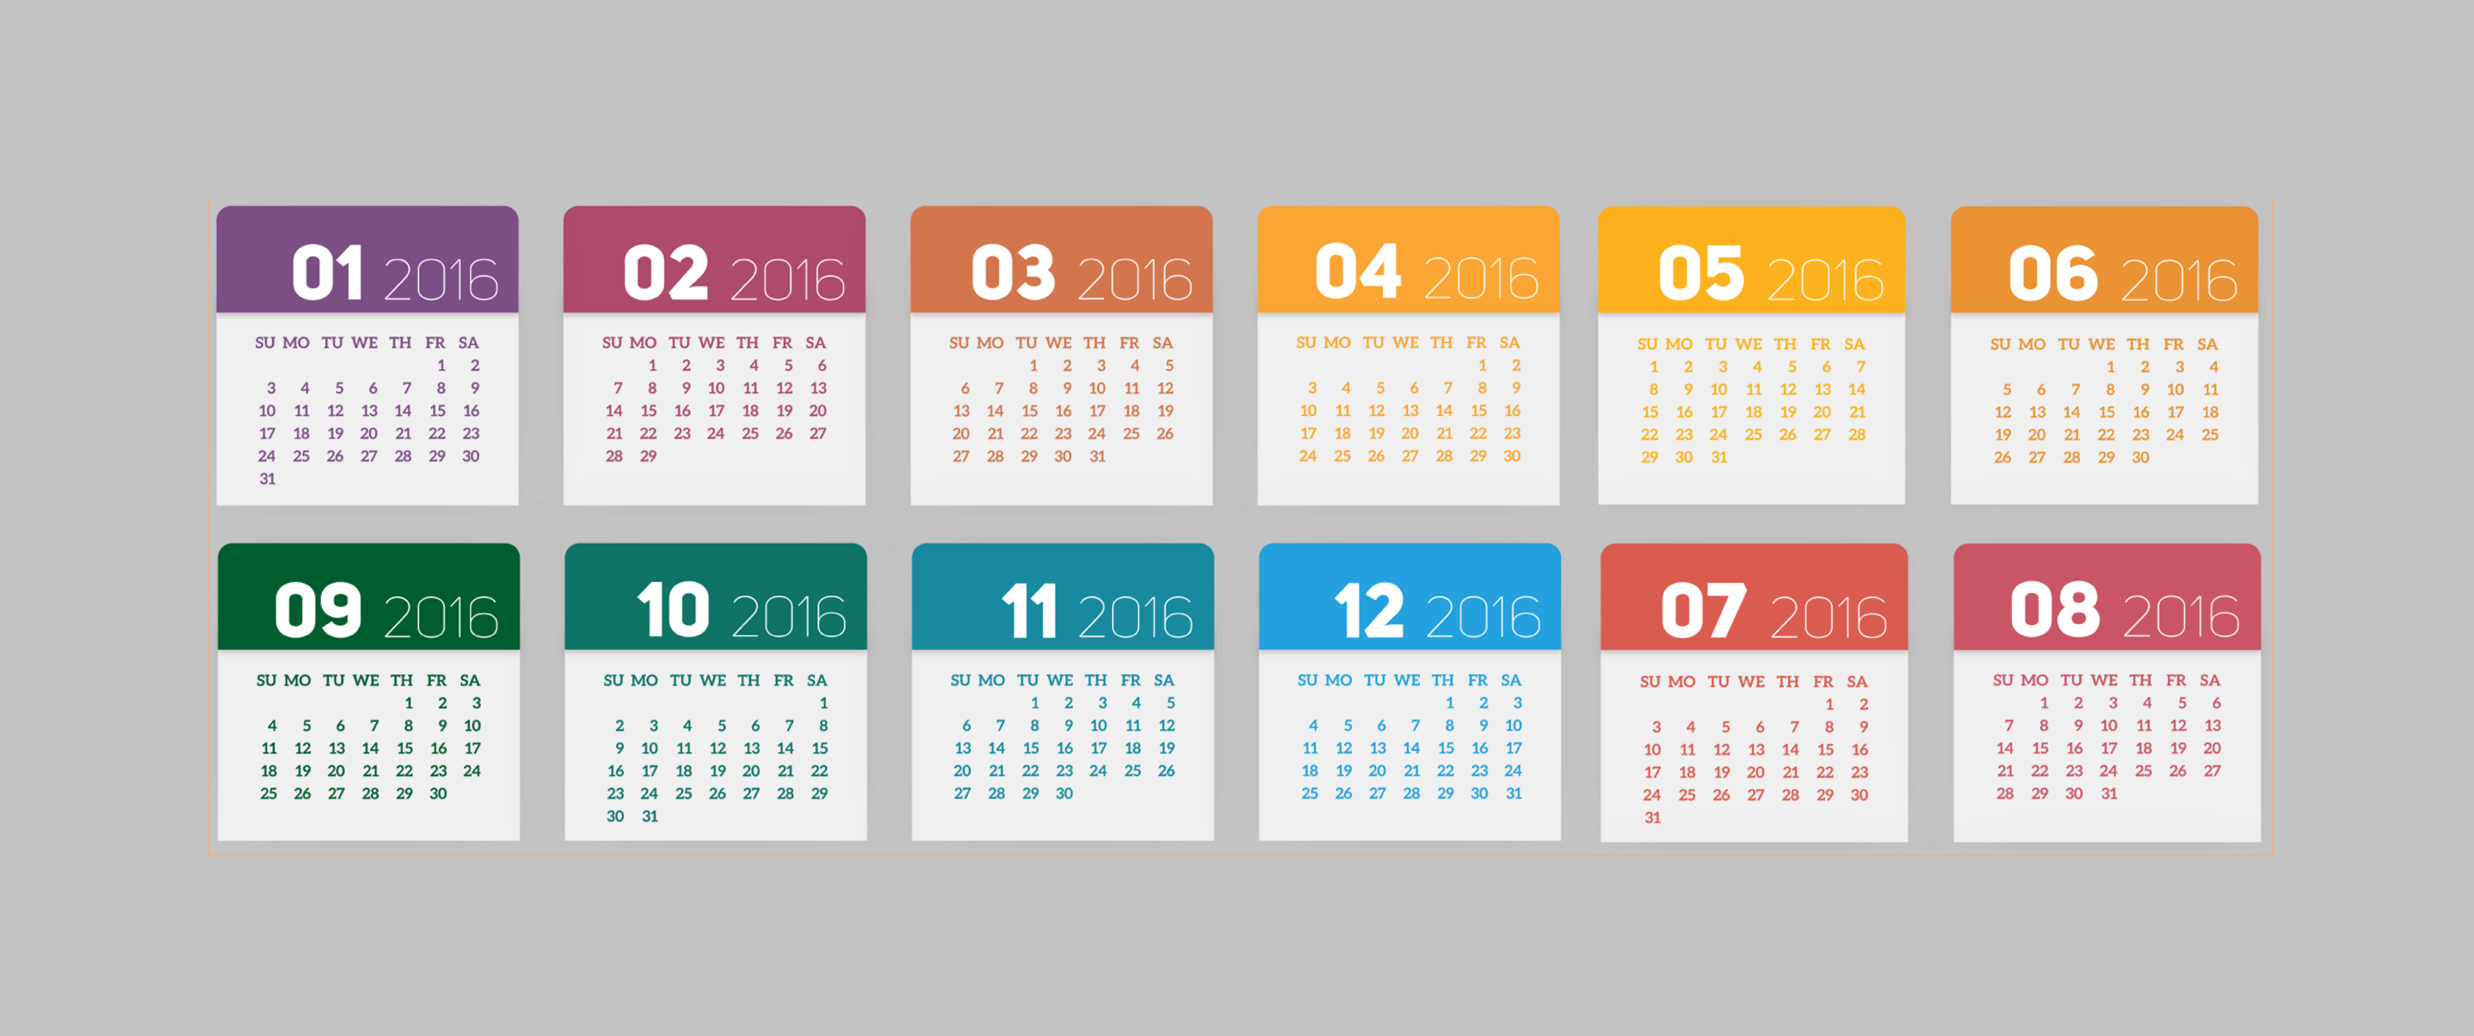 01 2016
SU MO TU WE TH FR SA
1 2
3 4 5 6 7 8 9
10 11 12 13 14 15 16
17 18 19 20 21 22 23
24 25 26 27 28 29 30
31
02 2016
SU MO TU WE TH FR SA
1 2 3 4 5 6
7 8 9 10 11 12 13
14 15 16 17 18 19 20
21 22 23 24 25 26 27
28 29
03 2016
SU MO TU WE TH FR SA
1 2 3 4 5
6 7 8 9 10 11 12
13 14 15 16 17 18 19
20 21 22 23 24 25 26
27 28 29 30 31
04 2016
SU MO TU WE TH FR SA
1 2
3 4 5 6 7 8 9
10 11 12 13 14 15 16
17 18 19 20 21 22 23
24 25 26 27 28 29 30
05 2016
SU MO TU WE TH FR SA
1 2 3 4 5 6 7
8 9 10 11 12 13 14
15 16 17 18 19 20 21
22 23 24 25 26 27 28
29 30 31
06 2016
SU MO TU WE TH FR SA
1 2 3 4
5 6 7 8 9 10 11
12 13 14 15 16 17 18
19 20 21 22 23 24 25
26 27 28 29 30
09 2016
SU MO TU WE TH FR SA
1 2 3
4 5 6 7 8 9 10
11 12 13 14 15 16 17
18 19 20 21 22 23 24
25 26 27 28 29 30
10 2016
SU MO TU WE TH FR SA
1
2 3 4 5 6 7 8
9 10 11 12 13 14 15
16 17 18 19 20 21 22
23 24 25 26 27 28 29
30 31
11 2016
SU MO TU WE TH FR SA
1 2 3 4 5
6 7 8 9 10 11 12
13 14 15 16 17 18 19
20 21 22 23 24 25 26
27 28 29 30
12 2016
SU MO TU WE TH FR SA
1 2 3
4 5 6 7 8 9 10
11 12 13 14 15 16 17
18 19 20 21 22 23 24
25 26 27 28 29 30 31
07 2016
SU MO TU WE TH FR SA
1 2
3 4 5 6 7 8 9
10 11 12 13 14 15 16
17 18 19 20 21 22 23
24 25 26 27 28 29 30
31
08 2016
SU MO TU WE TH FR SA
1 2 3 4 5 6
7 8 9 10 11 12 13
14 15 16 17 18 19 20
21 22 23 24 25 26 27
28 29 30 31